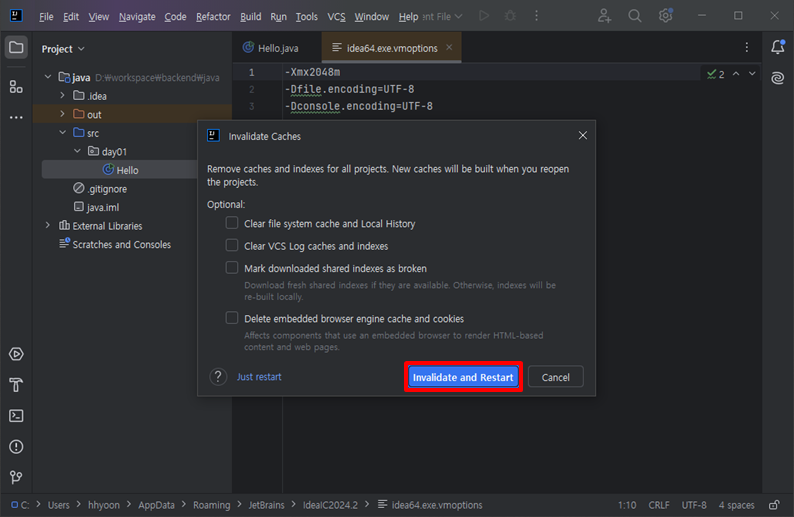 File Edit View Navigate Code Refactor Build Run Tools VCS Window Help ent File
Project
Hello.java
idea64.exe.vmoptions
java D:₩workspace₩backend₩java
.idea
out
src
day01
Hello
.gitignore
java.iml
External Libraries
Scratches and Consoles
1 -Xmx2048m
2 -Dfile.encoding=UTF-8
3 -Dconsole.encoding=UTF-8
2
Invalidate Caches
Remove caches and indexes for all projects. New caches will be built when you reopen
the projects.
Optional:
Clear file system cache and Local History
Clear VCS Log caches and indexes
Mark downloaded shared indexes as broken
Download fresh shared indexes if they are available. Otherwise, indexes will be
re-built locally.
Delete embedded browser engine cache and cookies
Affects components that use an embedded browser to render HTML-based
content and web pages.
? Just restart Invalidate and Restart Cancel
C: > Users > hhyoon > AppData > Roaming > JetBrains > IdeaIC2024.2 > idea64.exe.vmoptions 1:10 CRLF UTF-8 4 spaces